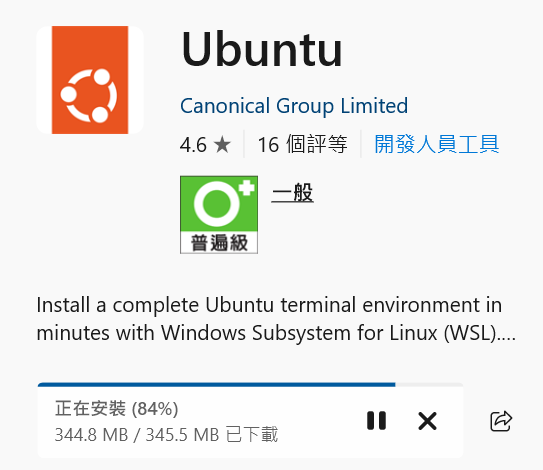 Ubuntu
Canonical Group Limited
4.6 ★ 16 個評等 開發人員工具
一般
普遍級
Install a complete Ubuntu terminal environment in
minutes with Windows Subsystem for Linux (WSL)....
正在安裝 (84%)
344.8 MB / 345.5 MB 已下載